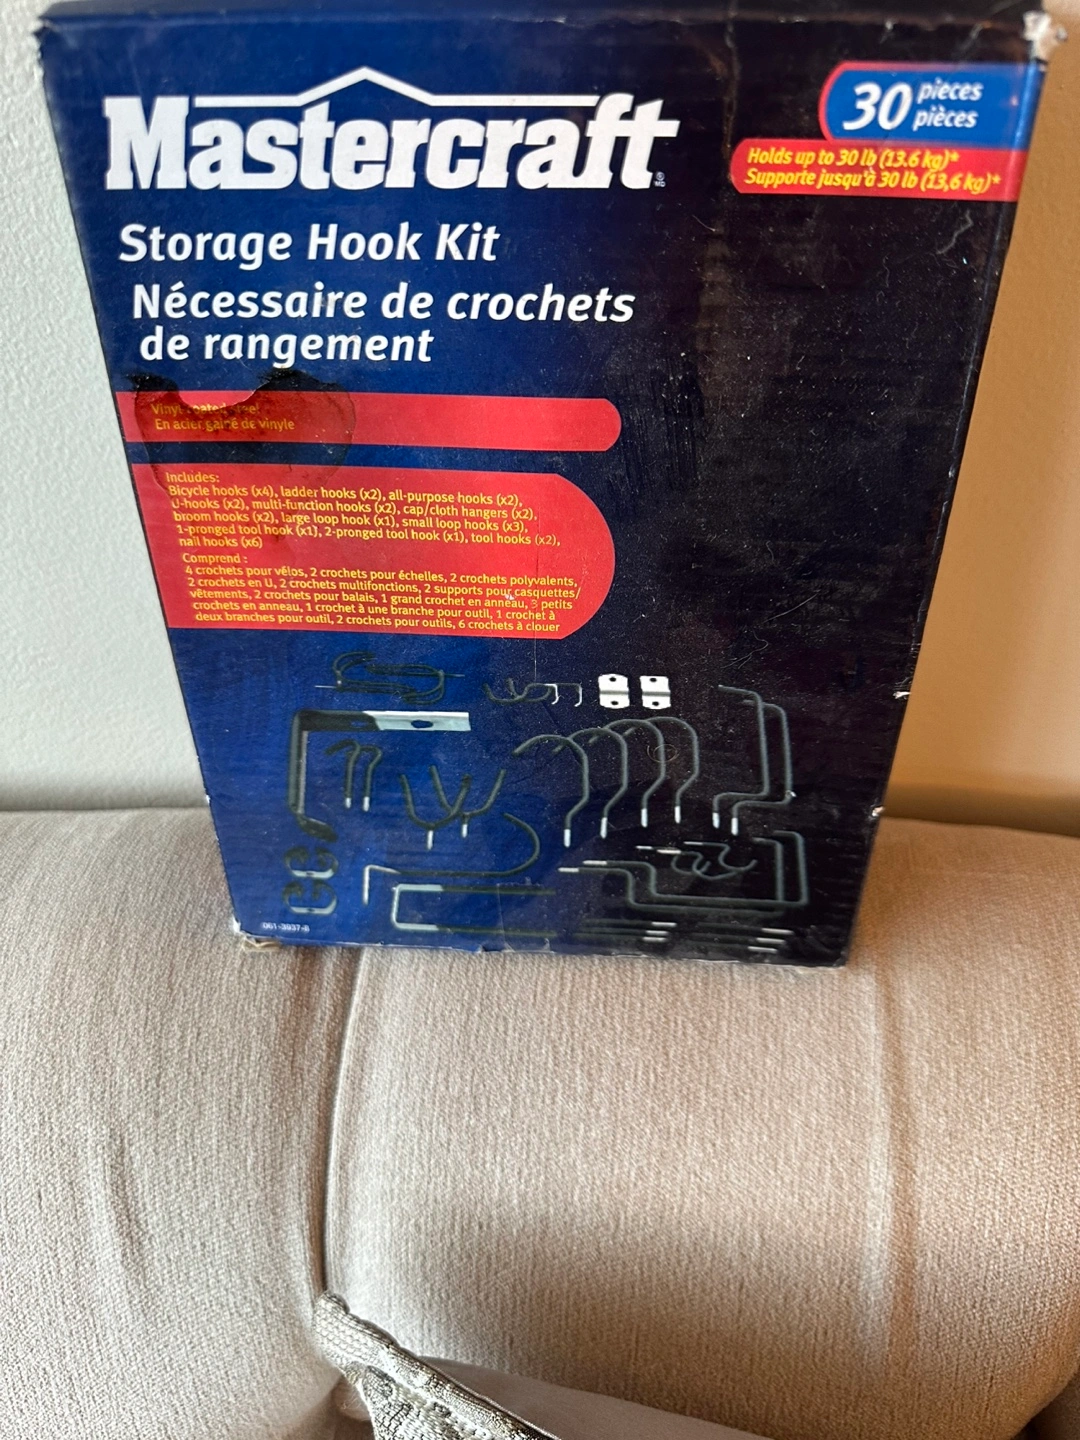 Mastercraft
30 pieces
pièces
Holds up to 30 lb (13.6 kg)*
Supporte jusqu'à 30 lb (13,6 kg)*
Storage Hook Kit
Nécessaire de crochets
de rangement
Vinyl coated steel
En acier gainé de vinyle
Includes:
Bicycle hooks (x4), ladder hooks (x2), all-purpose hooks (x2),
U-hooks (x2), multi-function hooks (x2), cap/cloth hangers (x2),
broom hooks (x2), large loop hook (x1), small loop hooks (x3),
1-pronged tool hook (x1), 2-pronged tool hook (x1), tool hooks (x2),
nail hooks (x6)
Comprend :
4 crochets pour vélos, 2 crochets pour échelles, 2 crochets polyvalents,
2 crochets en U, 2 crochets multifonctions, 2 supports pour casquettes/
vêtements, 2 crochets pour balais, 1 grand crochet en anneau, 3 petits
crochets en anneau, 1 crochet à une branche pour outil, 1 crochet à
deux branches pour outil, 2 crochets pour outils, 6 crochets à clouer
061-3937-8